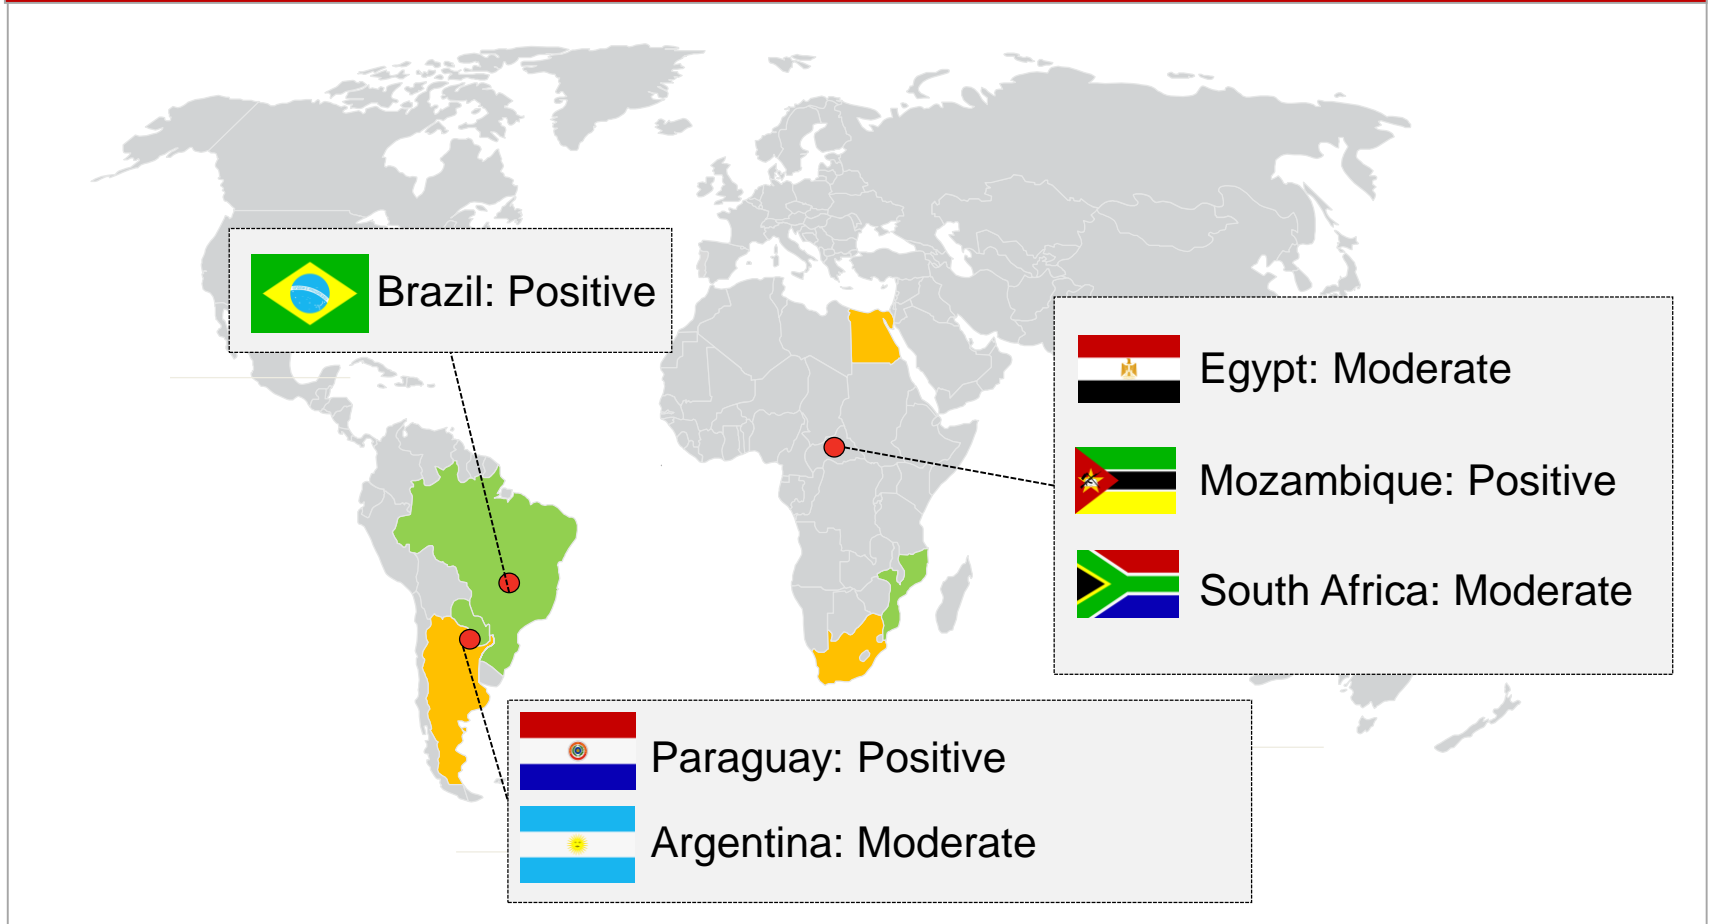 Brazil: Positive
Egypt: Moderate
Mozambique: Positive
South Africa: Moderate
Paraguay: Positive
Argentina: Moderate